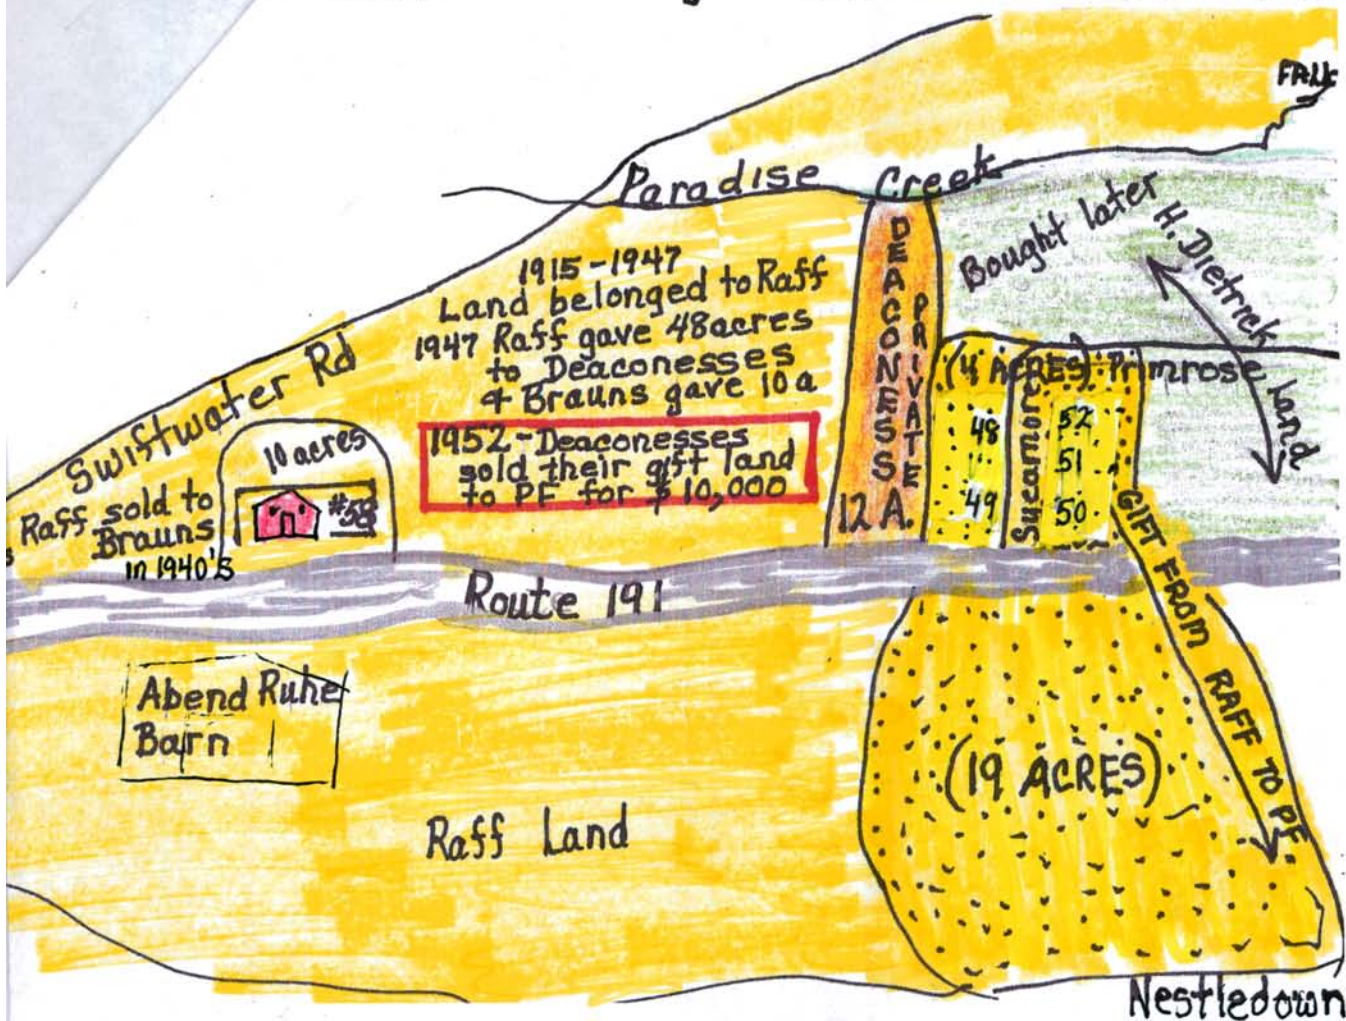 FALLS
Paradise Creek
Bought later
H. Dietrich
Land
1915-1947
Land belonged to Raff
1947 Raff gave 48 acres
to Deaconesses
& Brauns gave 10 a
1952-Deaconesses
sold their gift land
to PF for $10,000
DEACONESS
PRIVATE
12 A.
(4 ACRES) Primrose
48
49
Sycamore
52
51
50
Swiftwater Rd
10 acres
#58
Raff sold to
Brauns
in 1940's
Route 191
GIFT FROM RAFF TO PF.
Abend Ruhe
Barn
(19 ACRES)
Raff Land
Nestledown